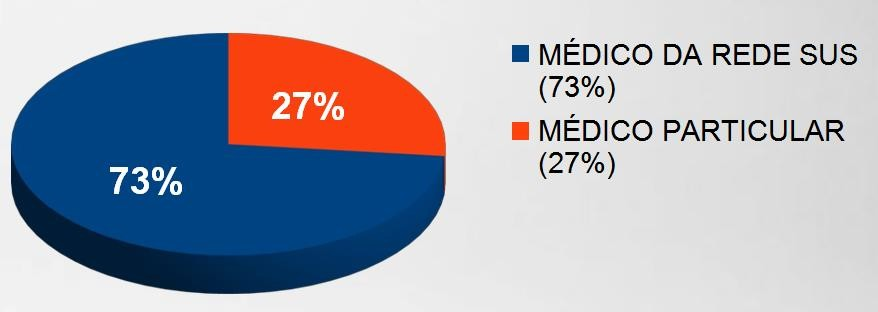 27%
73%
MÉDICO DA REDE SUS
(73%)
MÉDICO PARTICULAR
(27%)